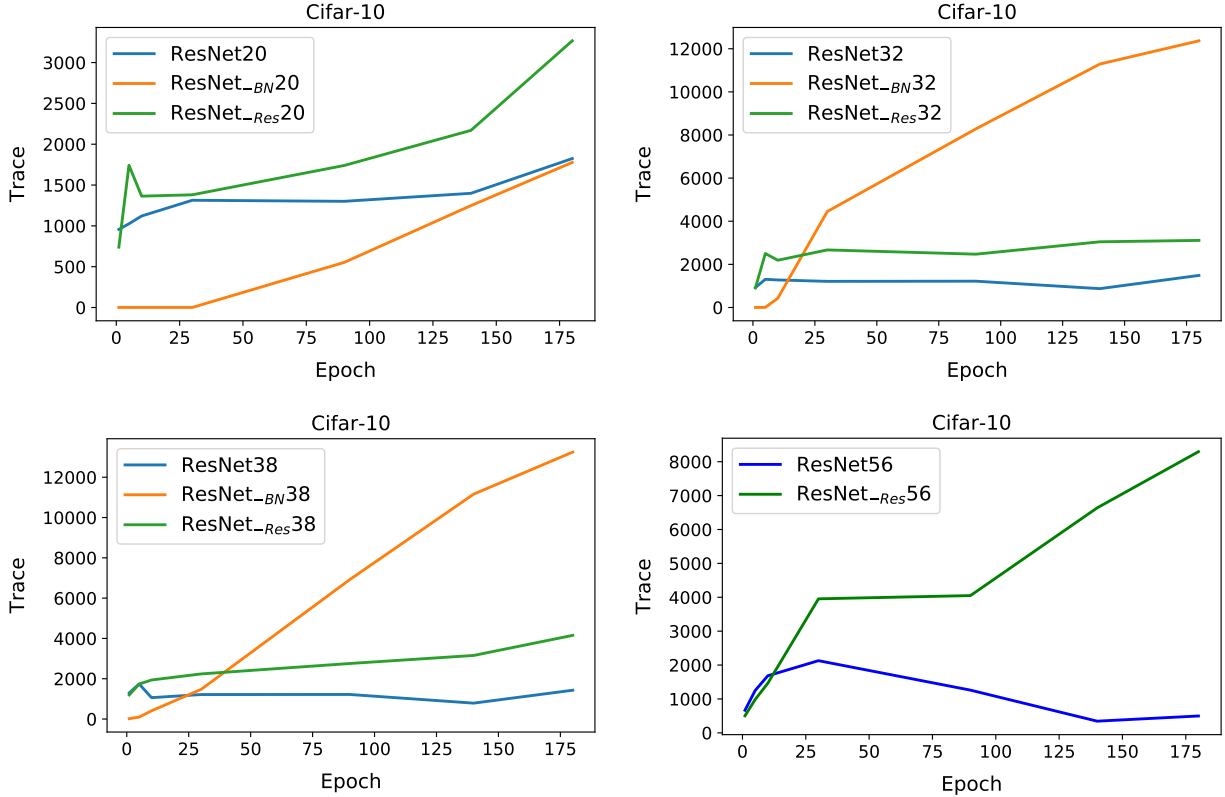 Cifar-10
ResNet20
ResNet_BN20
ResNet_Res20
3000
2500
2000
1500
1000
500
0
Trace
0 25 50 75 100 125 150 175
Epoch
Cifar-10
ResNet32
ResNet_BN32
ResNet_Res32
12000
10000
8000
6000
4000
2000
0
Trace
0 25 50 75 100 125 150 175
Epoch
Cifar-10
ResNet38
ResNet_BN38
ResNet_Res38
12000
10000
8000
6000
4000
2000
0
Trace
0 25 50 75 100 125 150 175
Epoch
Cifar-10
ResNet56
ResNet_Res56
8000
7000
6000
5000
4000
3000
2000
1000
0
Trace
0 25 50 75 100 125 150 175
Epoch